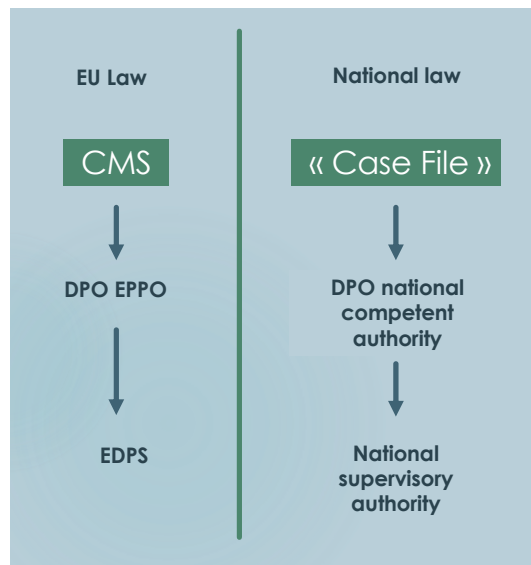 EU Law
CMS
DPO EPPO
EDPS
National law
« Case File »
DPO national
competent
authority
National
supervisory
authority